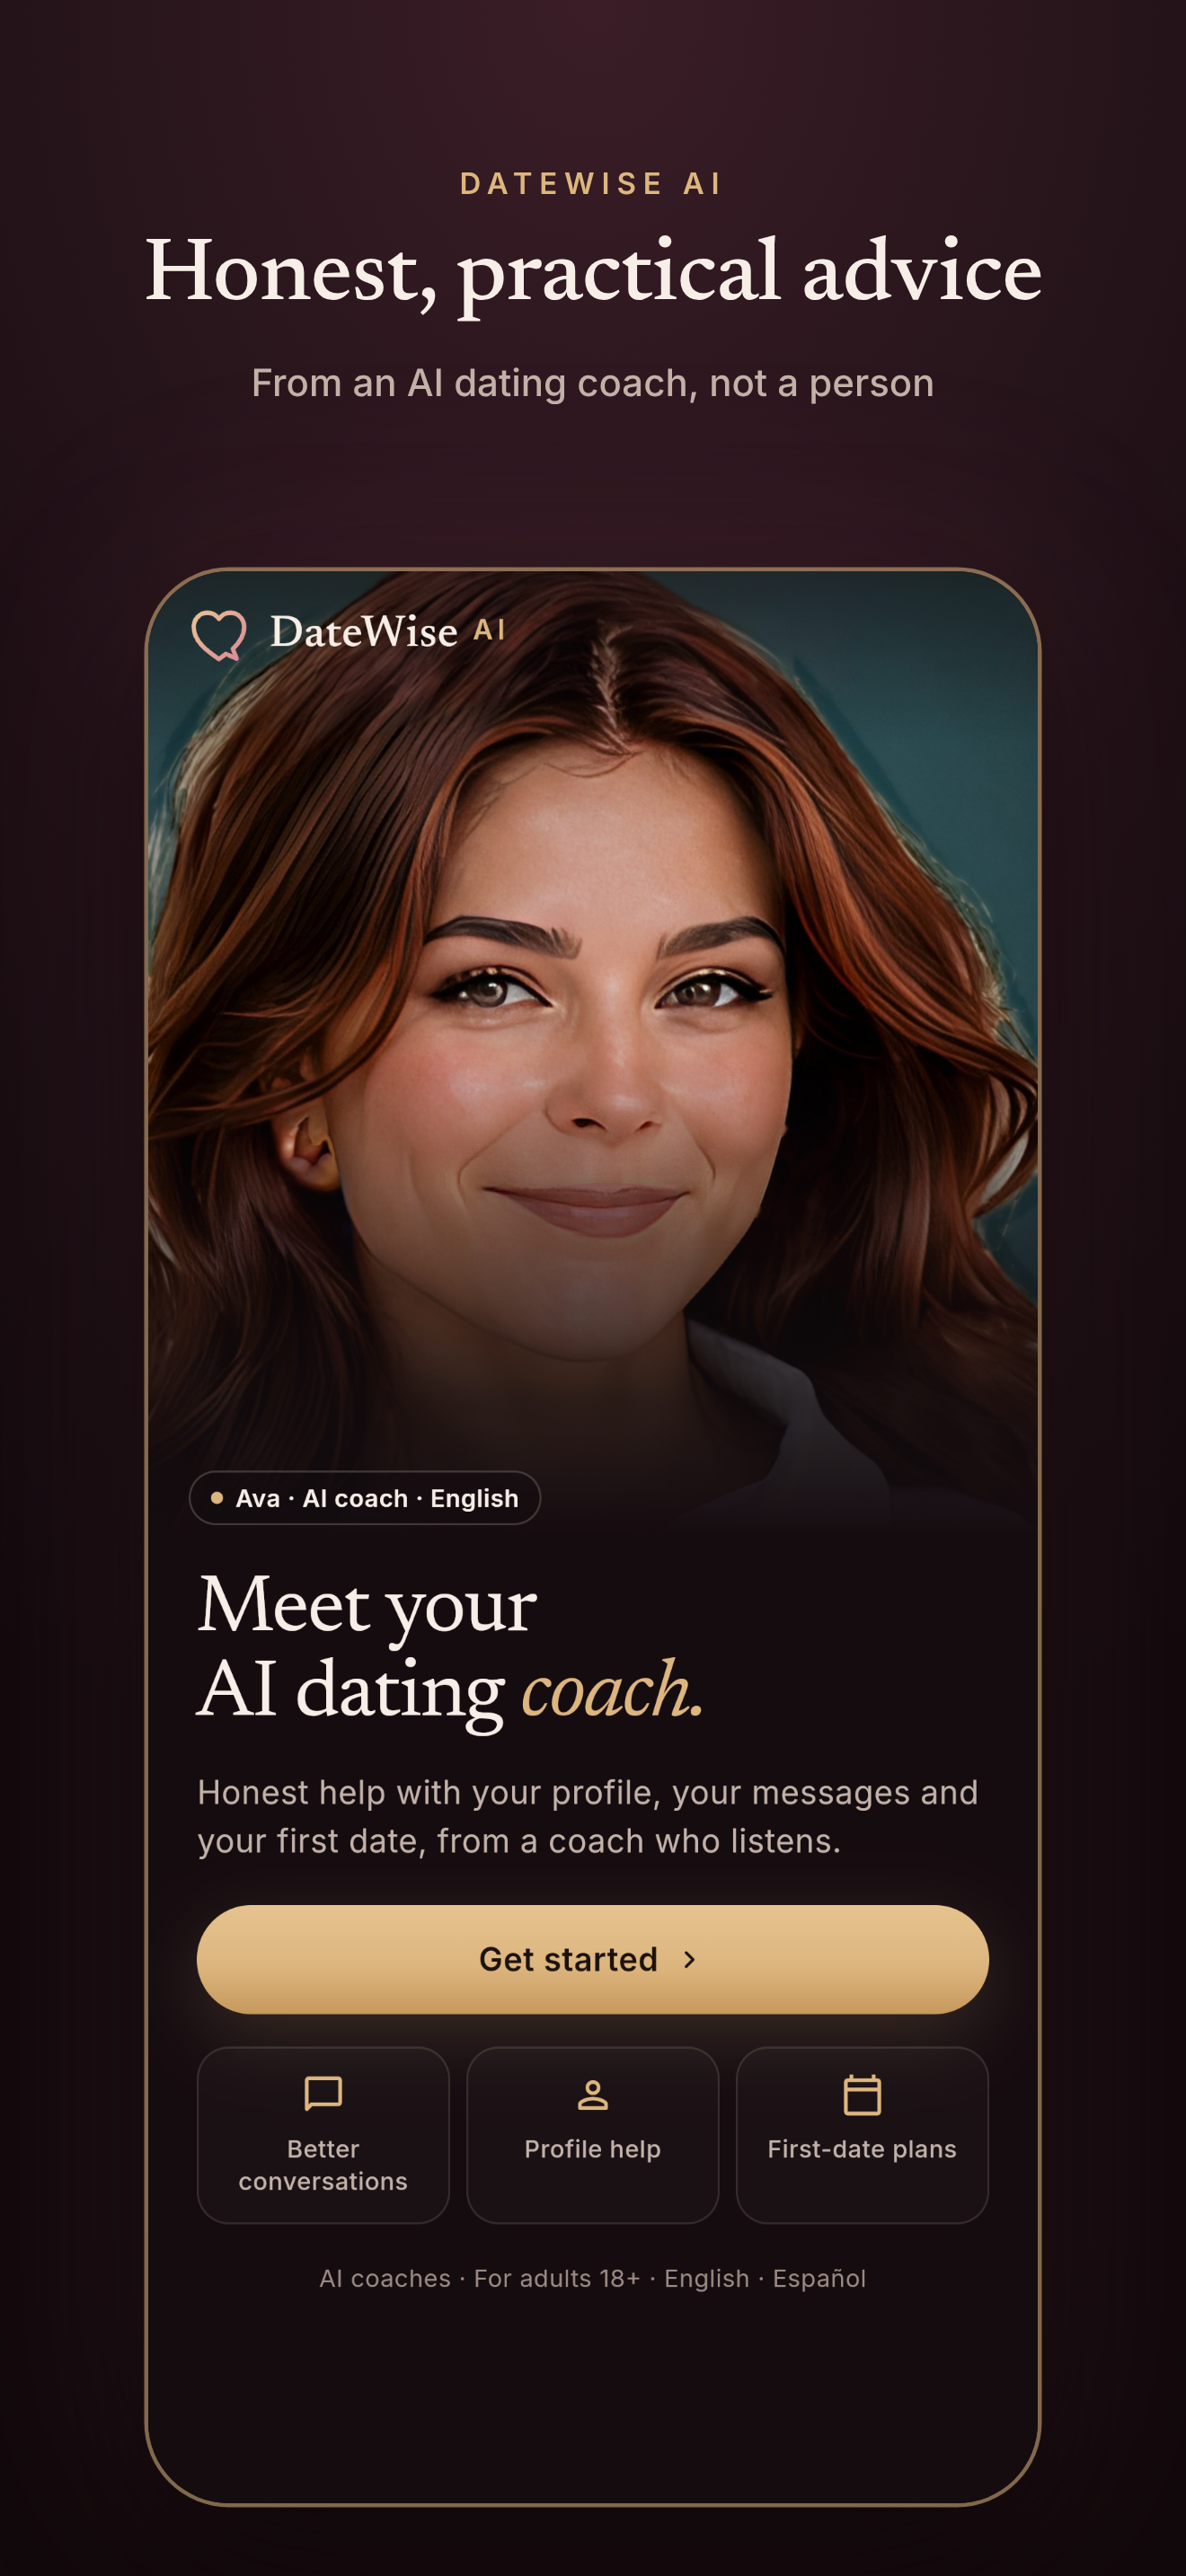 DATEWISE AI
Honest, practical advice
From an AI dating coach, not a person
DateWise AI
Ava · AI coach · English
Meet your
AI dating coach.
Honest help with your profile, your messages and
your first date, from a coach who listens.
Get started
Better
conversations
Profile help
First-date plans
AI coaches · For adults 18+ · English · Español